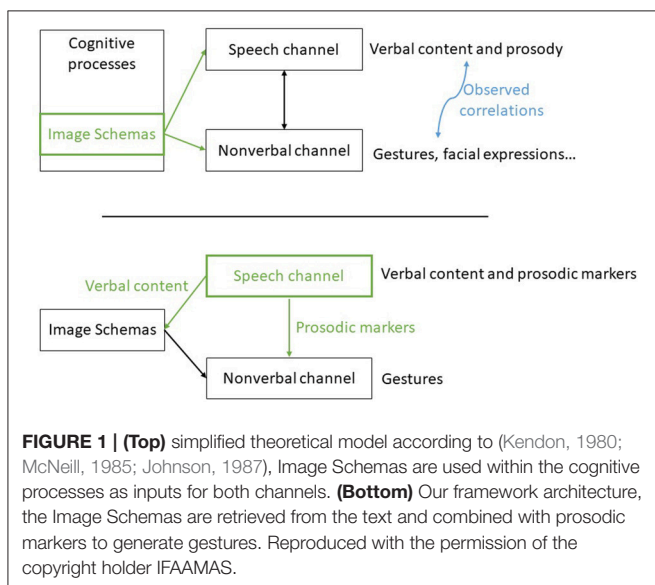 Cognitive
processes
Speech channel
Verbal content and prosody
Observed
correlations
Image Schemas
Nonverbal channel
Gestures, facial expressions...
Speech channel
Verbal content and prosodic markers
Verbal content
Image Schemas
Prosodic markers
Nonverbal channel
Gestures
FIGURE 1 | (Top) simplified theoretical model according to (Kendon, 1980;
McNeill, 1985; Johnson, 1987), Image Schemas are used within the cognitive
processes as inputs for both channels. (Bottom) Our framework architecture,
the Image Schemas are retrieved from the text and combined with prosodic
markers to generate gestures. Reproduced with the permission of the
copyright holder IFAAMAS.